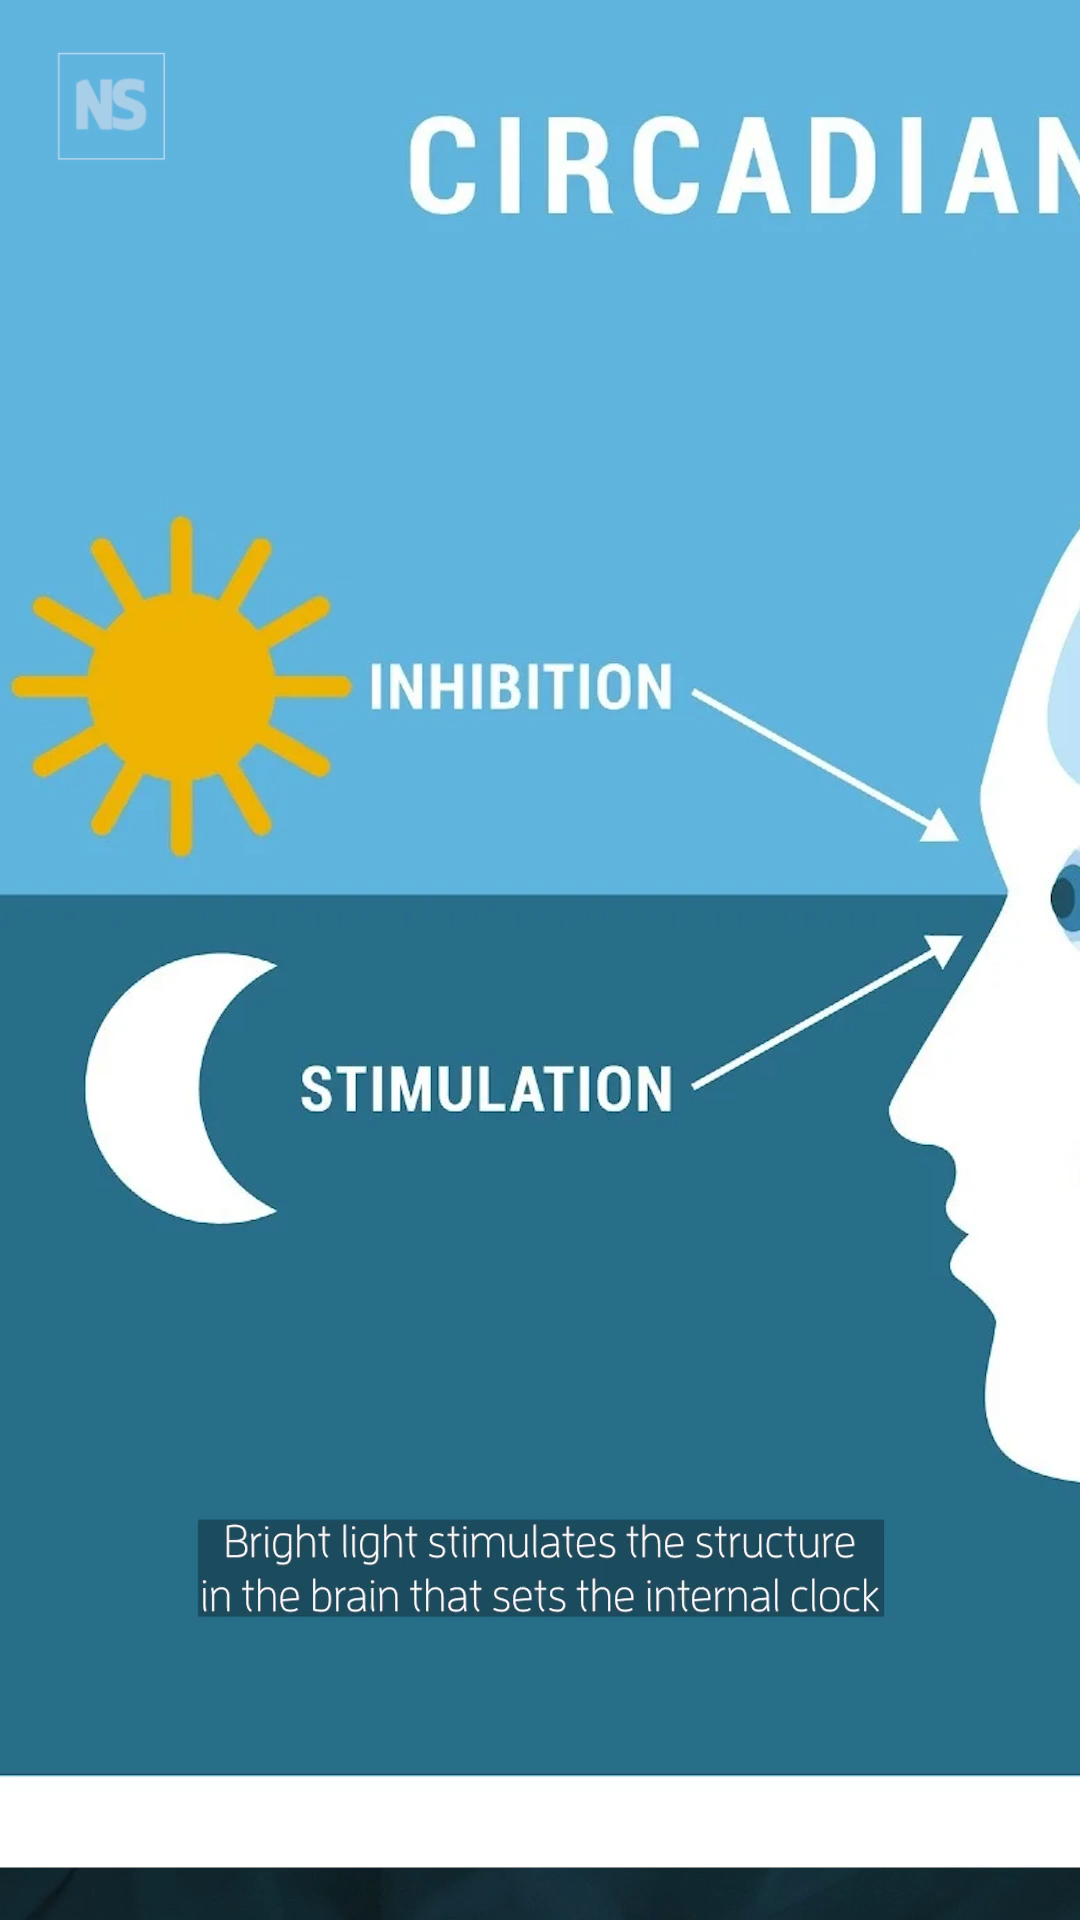 NS
CIRCADIAN
INHIBITION
STIMULATION
Bright light stimulates the structure
in the brain that sets the internal clock